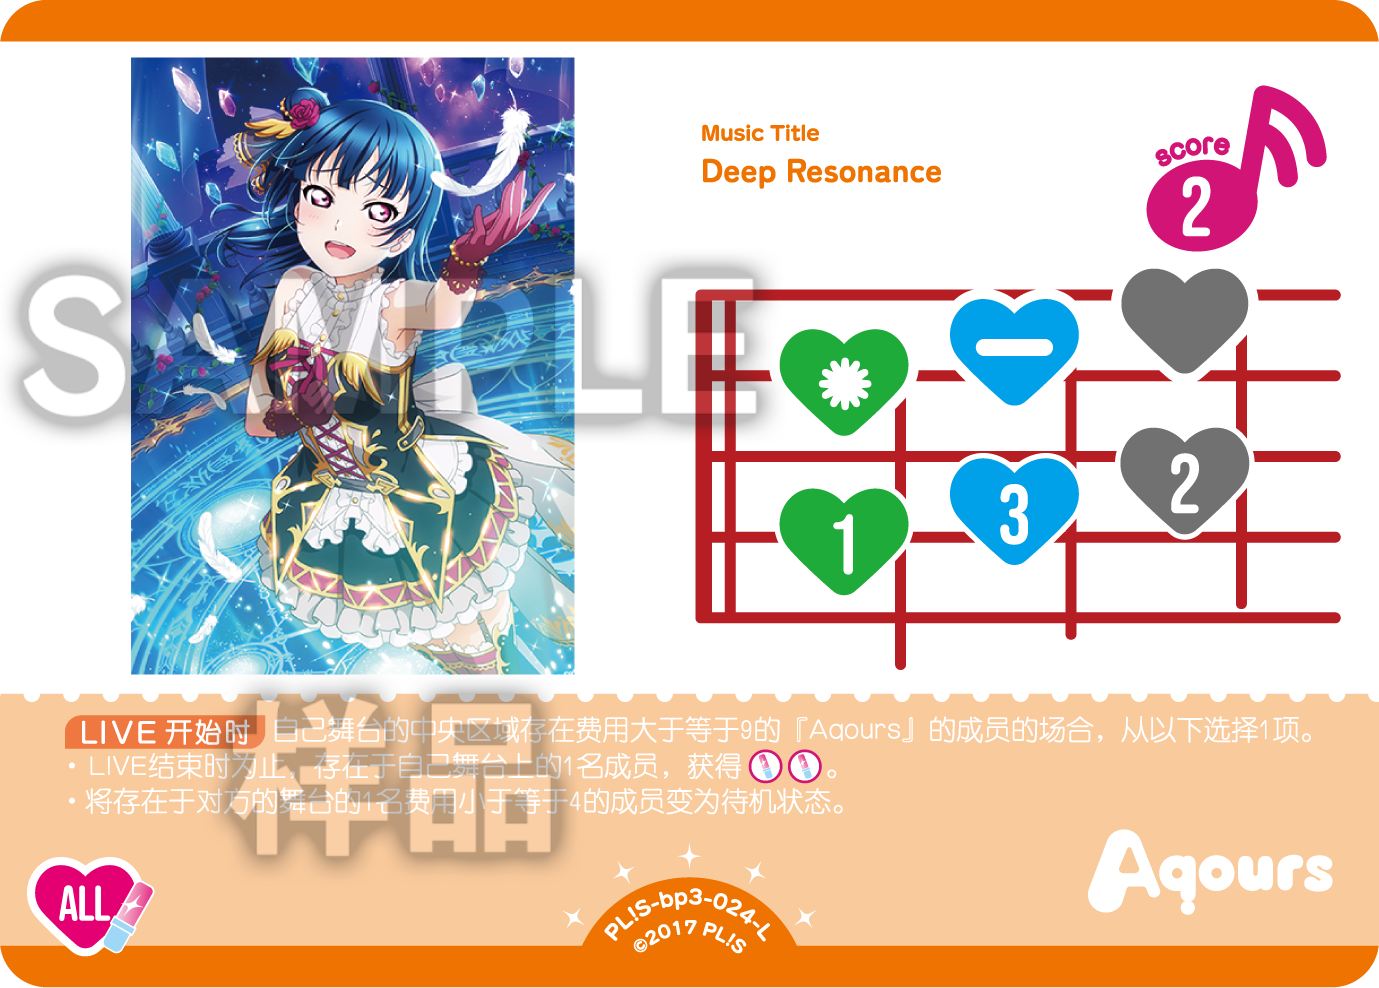 Music Title
Deep Resonance
score
2
1
3
2
SAMPLE
LIVE 开始时 自己舞台的中央区域存在费用大于等于9的『Aqours』的成员的场合，从以下选择1项。
・LIVE结束时为止，存在于自己舞台上的1名成员，获得。
・将存在于对方的舞台的1名费用小于等于4的成员变为待机状态。
样品
ALL
Aqours
PL!S-bp3-024-L
©2017 PL!S